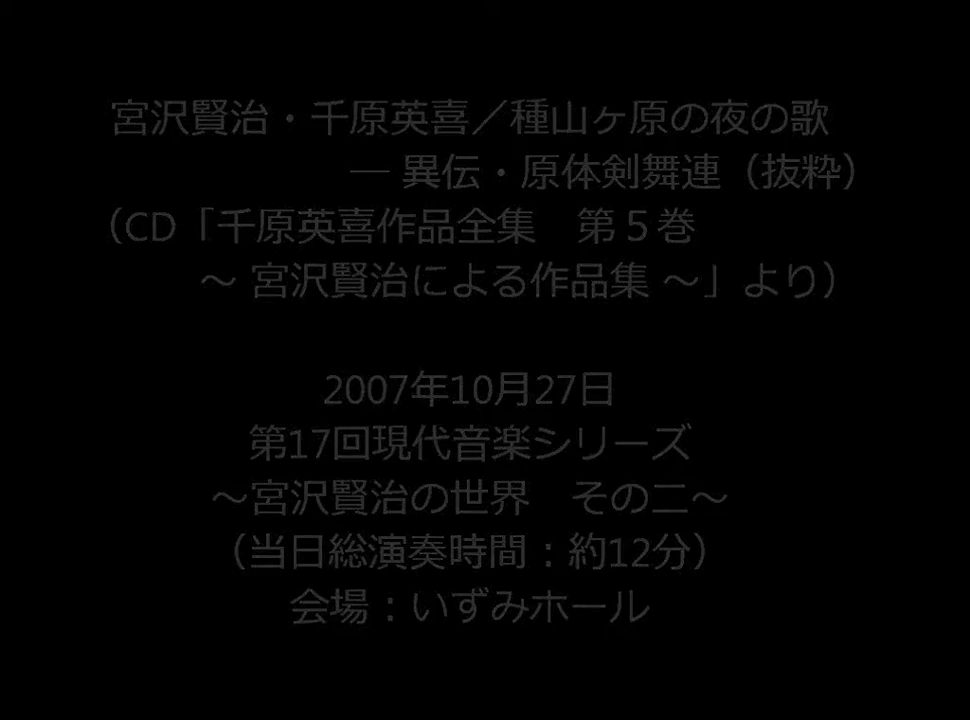 宮沢賢治・千原英喜／種山ヶ原の夜の歌
― 異伝・原体剣舞連（抜粋）
（CD「千原英喜作品全集　第５巻
～ 宮沢賢治による作品集 ～」より）
2007年10月27日
第17回現代音楽シリーズ
～宮沢賢治の世界　その二～
（当日総演奏時間：約12分）
会場：いずみホール